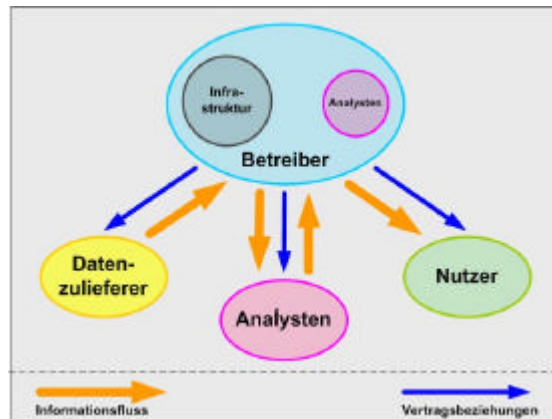 Infra-
struktur
Analysten
Betreiber
Daten-
zulieferer
Analysten
Nutzer
Informationsfluss
Vertragsbeziehungen